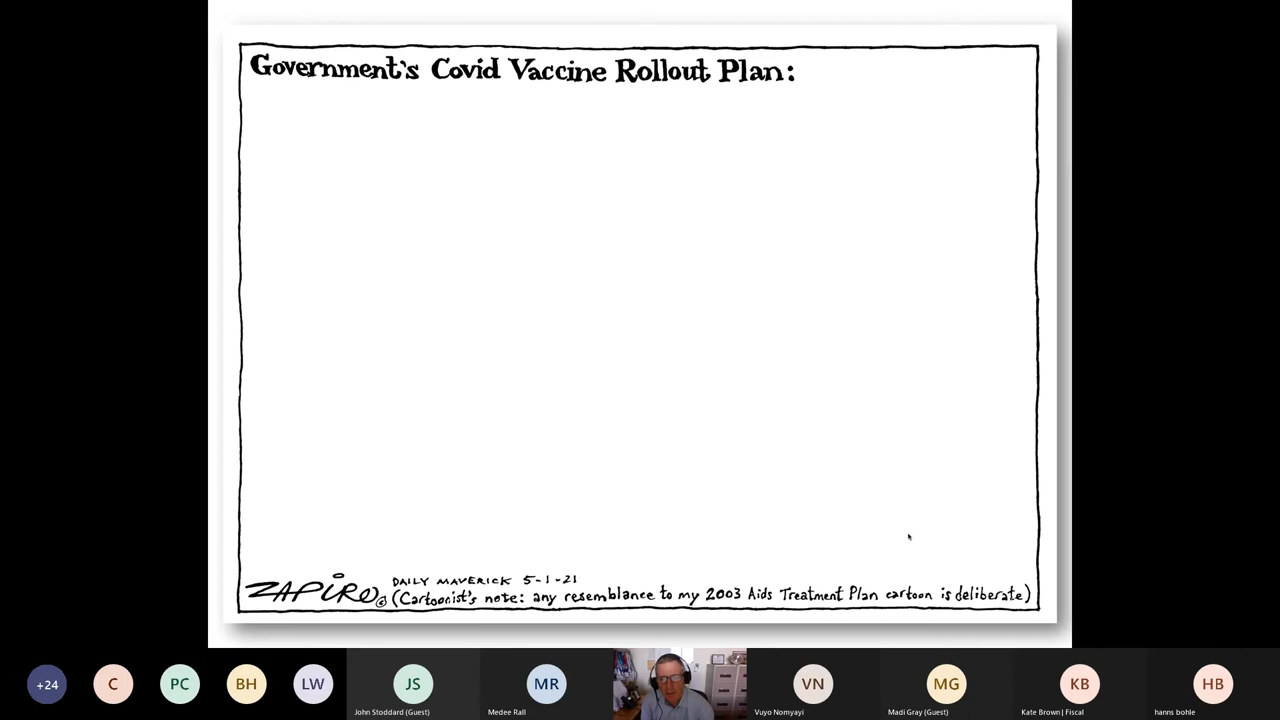 Government's Covid Vaccine Rollout Plan:
ZAPIRO © DAILY MAVERICK 5-1-21
(Cartoonist's note: any resemblance to my 2003 Aids Treatment Plan cartoon is deliberate)
+24 C PC BH LW JS MR VN MG KB HB
John Stoddard (Guest) Medee Rall Vuyo Nomyayi Madi Gray (Guest) Kate Brown | Fiscal hanns bohle